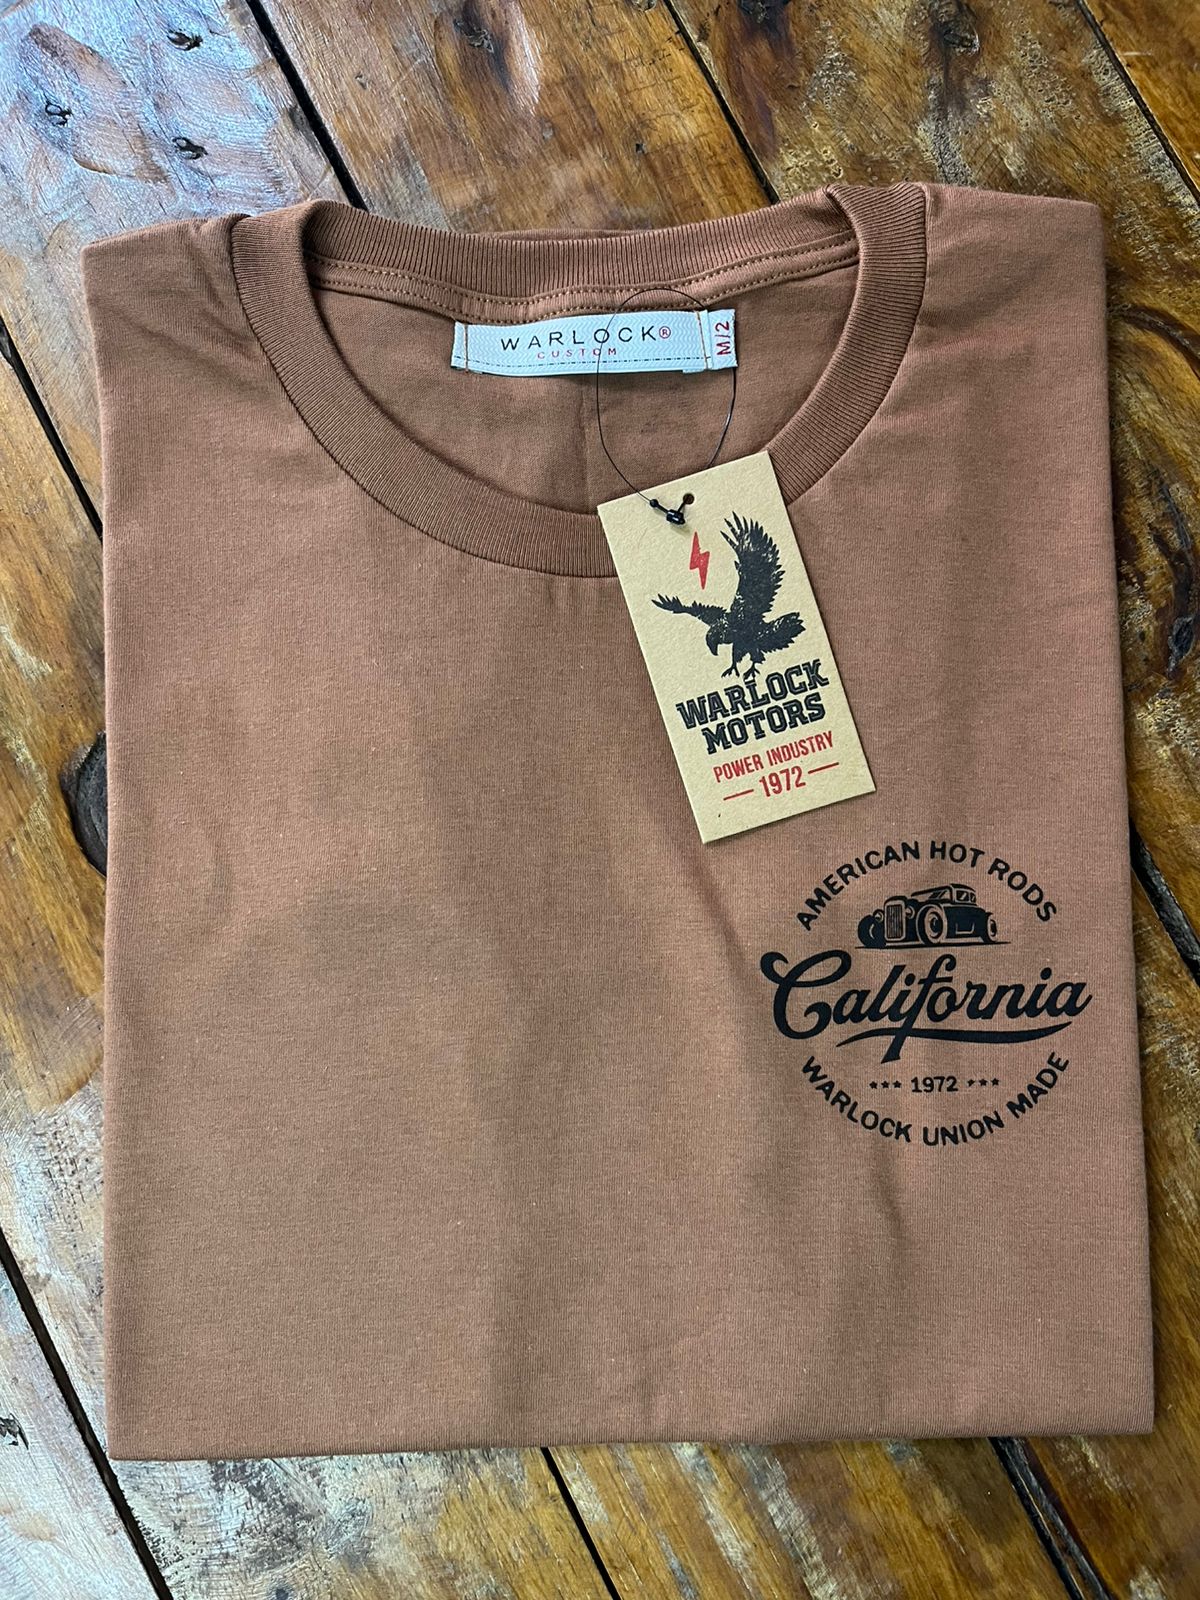 WARLOCK®
CUSTOM
M/2
WARLOCK
MOTORS
POWER INDUSTRY
1972
AMERICAN HOT RODS
California
*** 1972 ***
WARLOCK UNION MADE